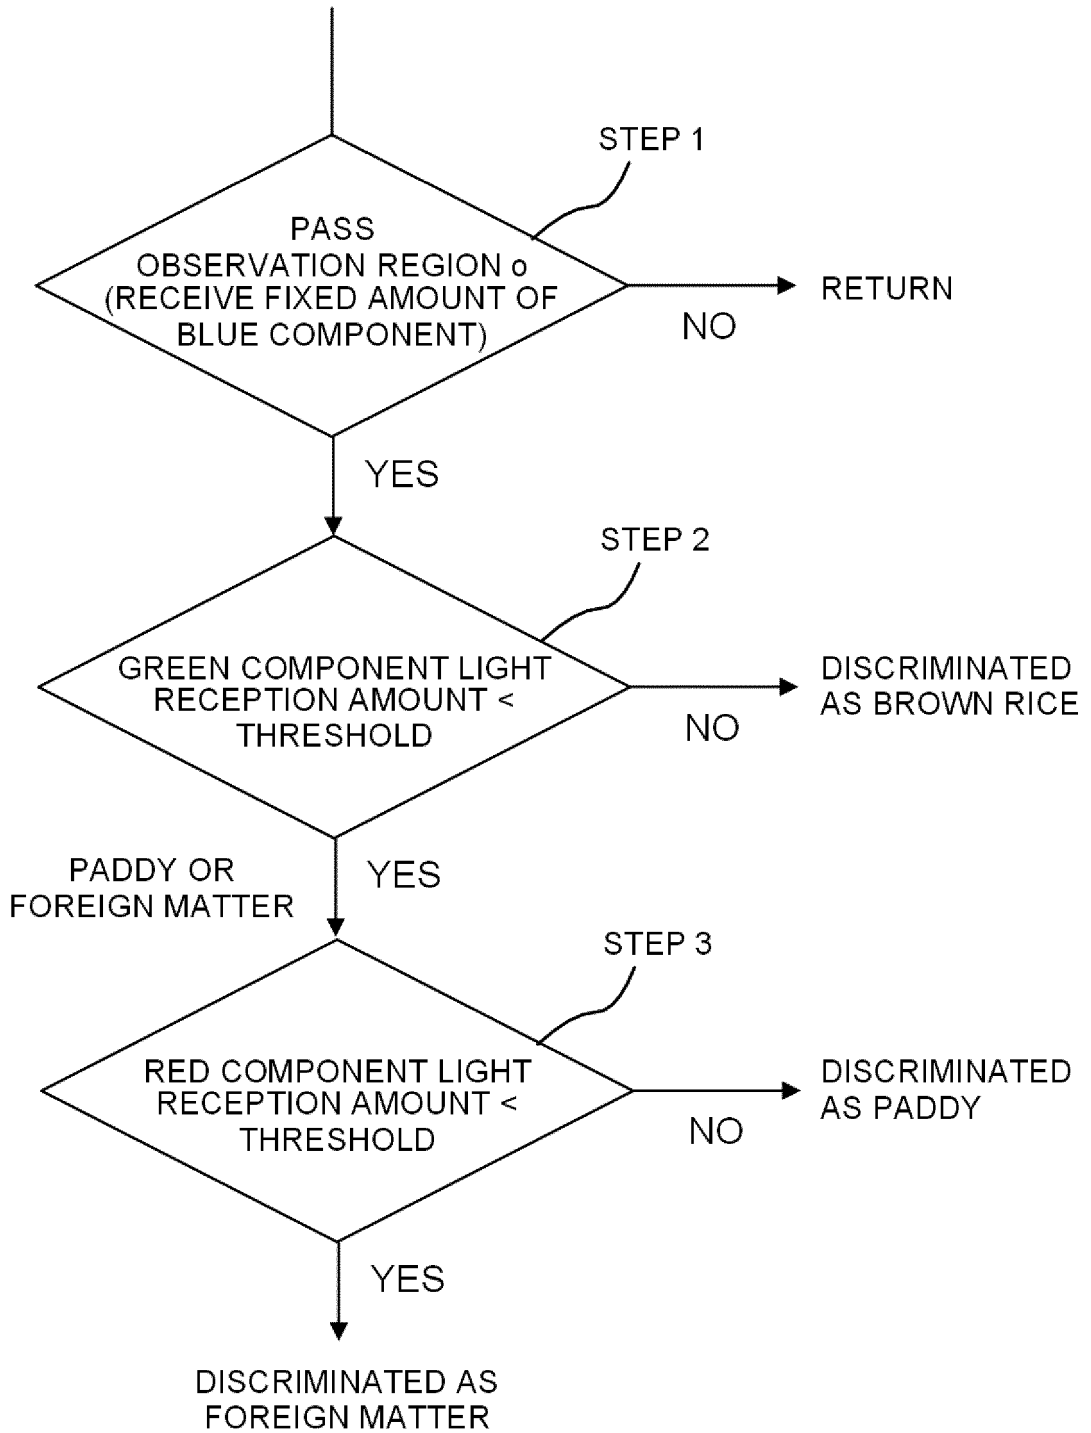 STEP 1
PASS
OBSERVATION REGION o
(RECEIVE FIXED AMOUNT OF
BLUE COMPONENT)
RETURN
NO
YES
STEP 2
GREEN COMPONENT LIGHT
RECEPTION AMOUNT <
THRESHOLD
DISCRIMINATED
AS BROWN RICE
NO
PADDY OR
FOREIGN MATTER
YES
STEP 3
RED COMPONENT LIGHT
RECEPTION AMOUNT <
THRESHOLD
DISCRIMINATED
AS PADDY
NO
YES
DISCRIMINATED AS
FOREIGN MATTER